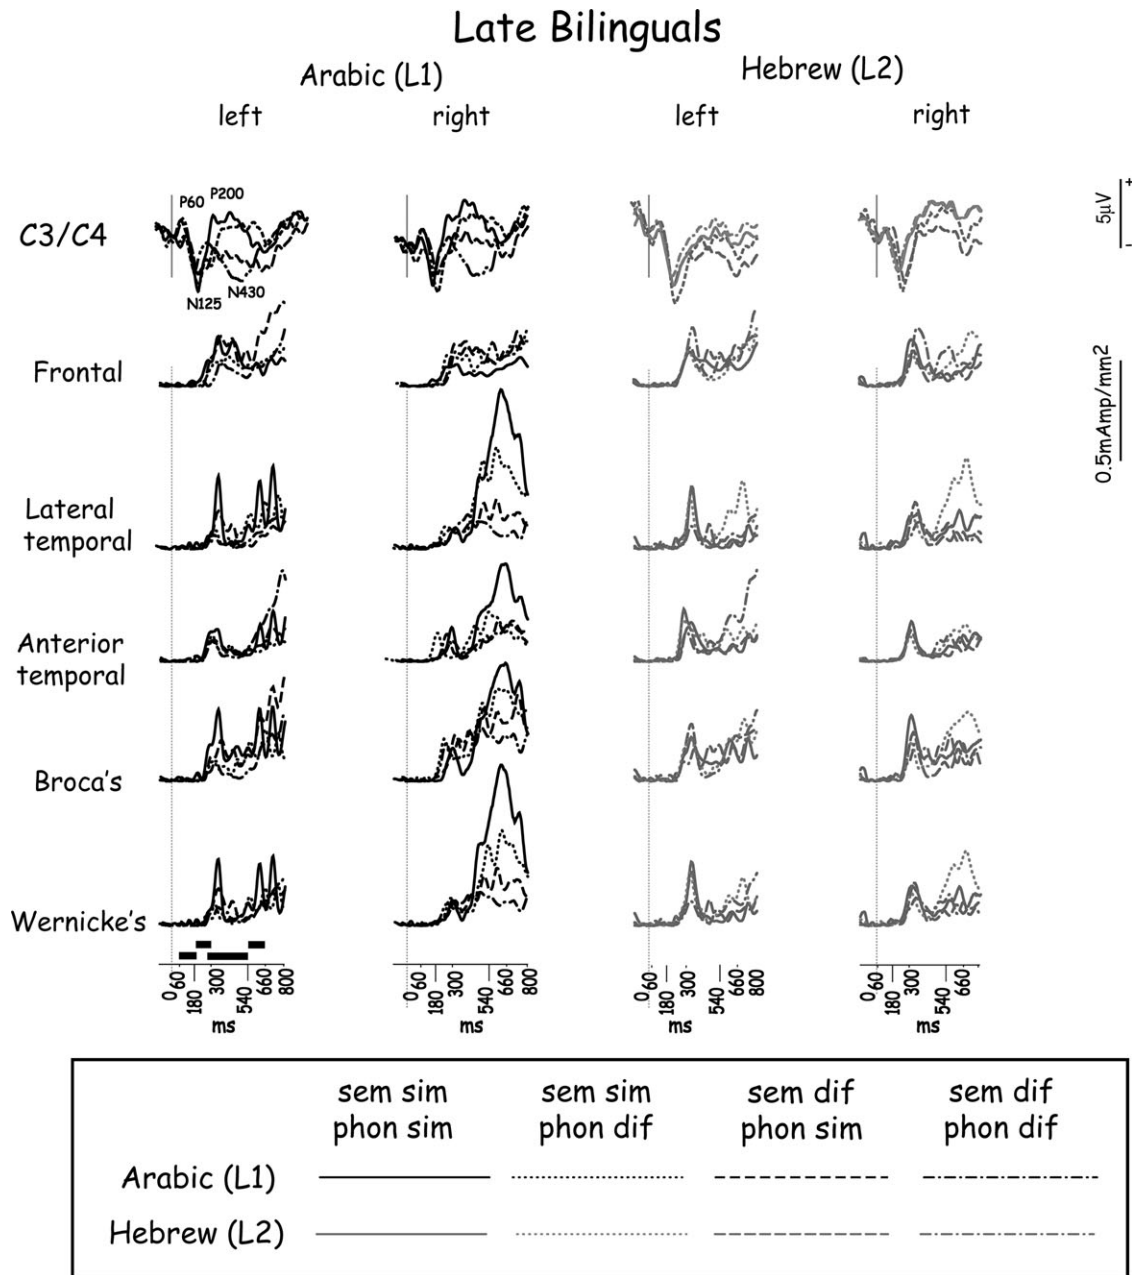 Late Bilinguals
Arabic (L1) Hebrew (L2)
left right left right
C3/C4 P60 P200 N125 N430 5µV + -
Frontal
0.5mAmp/mm2
Lateral
temporal
Anterior
temporal
Broca's
Wernicke's
0 60 180 300 540 660 800 0 60 180 300 540 660 800 0 60 180 300 540 660 800 0 60 180 300 540 660
ms ms ms ms
sem sim sem sim sem dif sem dif
phon sim phon dif phon sim phon dif
Arabic (L1)
Hebrew (L2)